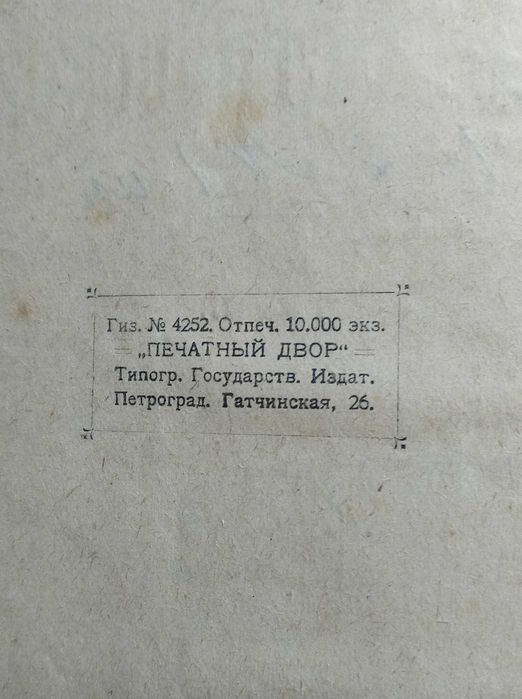 Гиз. № 4252. Отпеч. 10.000 экз.
„ПЕЧАТНЫЙ ДВОР“
Типогр. Государств. Издат.
Петроград. Гатчинская, 26.